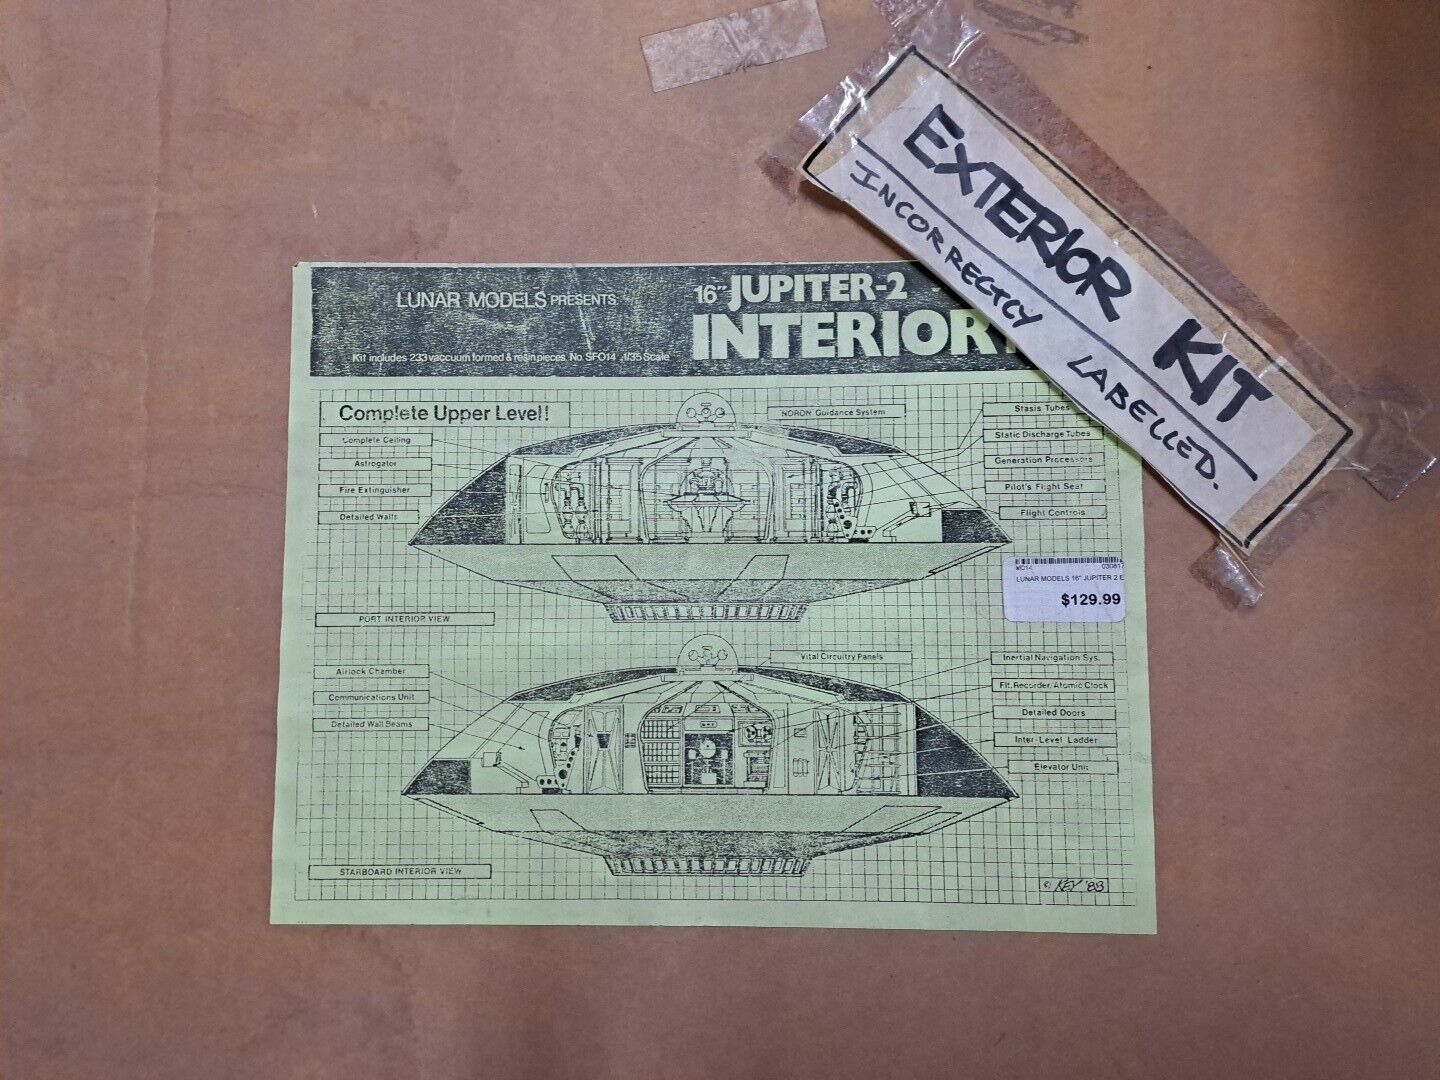 EXTERIOR KIT
INCORRECTLY LABELLED.
LUNAR MODELS PRESENTS
16" JUPITER-2
INTERIOR
Kit includes 233 vaccuum formed & resin pieces. No. SF014 1/35 Scale
Complete Upper Level!
NORON Guidance System
Stasis Tubes
Complete Ceiling
Static Discharge Tubes
Astrogator
Generation Processors
Fire Extinguisher
Pilot's Flight Seat
Detailed Walls
Flight Controls
030817
LUNAR MODELS 16" JUPITER 2 E
$129.99
PORT INTERIOR VIEW
Vital Circuitry Panels
Inertial Navigation Sys.
Airlock Chamber
Flt. Recorder/Atomic Clock
Communications Unit
Detailed Doors
Detailed Wall Beams
Inter-Level Ladder
Elevator Unit
STARBOARD INTERIOR VIEW
© KEY '88